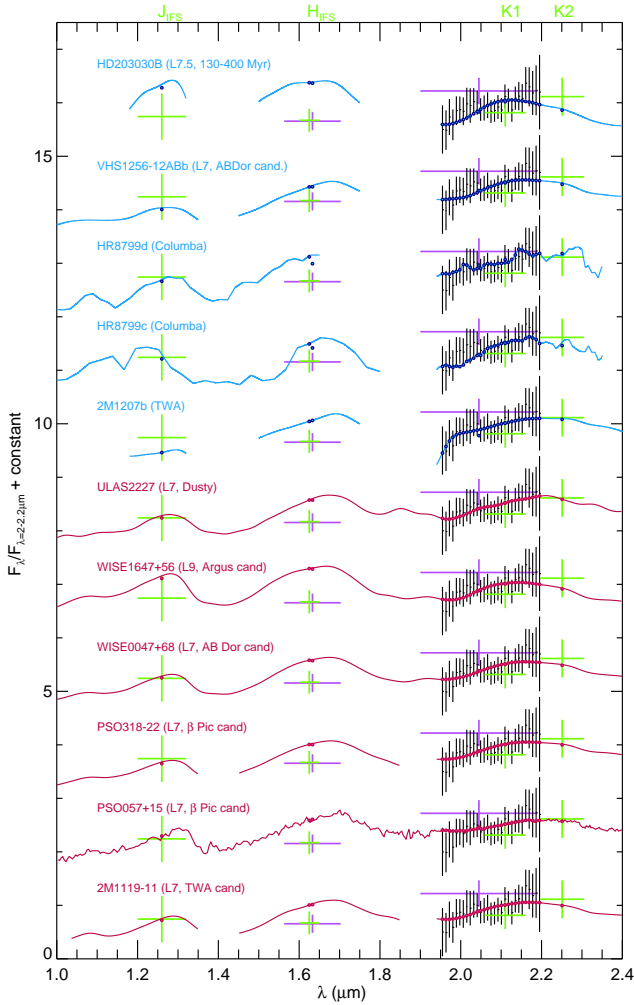 J_IFS H_IFS K1 K2
HD203030B (L7.5, 130-400 Myr)
15
VHS1256-12ABb (L7, ABDor cand.)
HR8799d (Columba)
HR8799c (Columba)
10
2M1207b (TWA)
ULAS2227 (L7, Dusty)
WISE1647+56 (L9, Argus cand)
WISE0047+68 (L7, AB Dor cand)
5
PSO318-22 (L7, β Pic cand)
PSO057+15 (L7, β Pic cand)
2M1119-11 (L7, TWA cand)
0
F_λ/F_λ=2-2.2μm + constant
1.0 1.2 1.4 1.6 1.8 2.0 2.2 2.4
λ (μm)